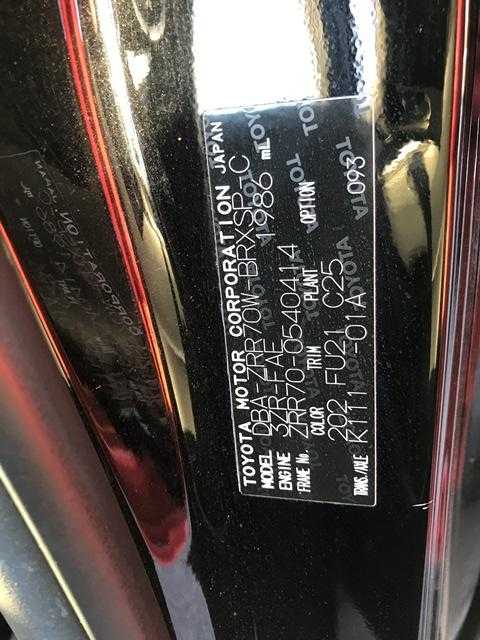 TOYOTA MOTOR CORPORATION JAPAN
MODEL DBA-ZRR70W-BRXSP C
ENGINE 3ZR-FAE 1986 mL
FRAME No. ZRR70-0540414
COLOR TRIM PLANT OPTION
202 FU21 C25 093
TRANS./AXLE K111 -01A